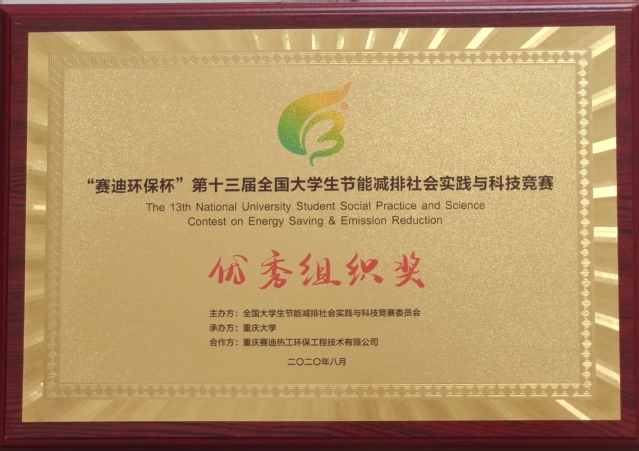 “赛迪环保杯”第十三届全国大学生节能减排社会实践与科技竞赛
The 13th National University Student Social Practice and Science
Contest on Energy Saving & Emission Reduction
优秀组织奖
主办方：全国大学生节能减排社会实践与科技竞赛委员会
承办方：重庆大学
合作方：重庆赛迪热工环保工程技术有限公司
二〇二〇年八月